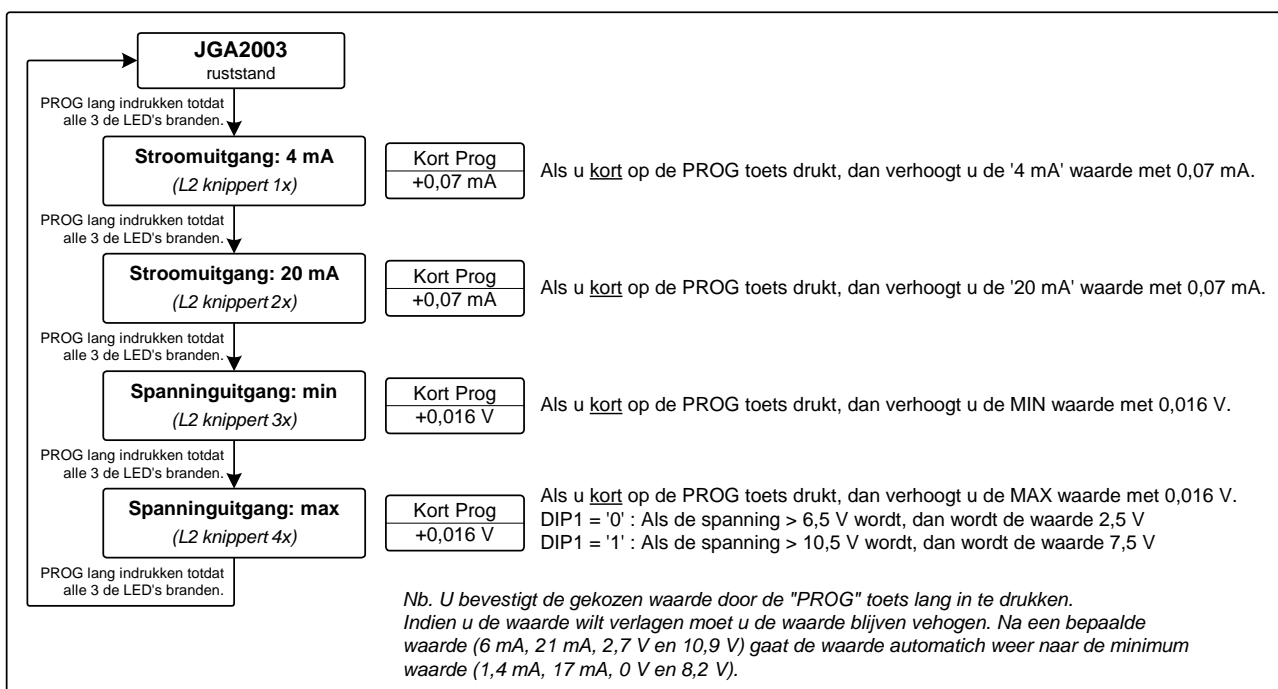 JGA2003
ruststand
PROG lang indrukken totdat
alle 3 de LED's branden.
Stroomuitgang: 4 mA
(L2 knippert 1x)
Kort Prog
+0,07 mA
Als u kort op de PROG toets drukt, dan verhoogt u de '4 mA' waarde met 0,07 mA.
PROG lang indrukken totdat
alle 3 de LED's branden.
Stroomuitgang: 20 mA
(L2 knippert 2x)
Kort Prog
+0,07 mA
Als u kort op de PROG toets drukt, dan verhoogt u de '20 mA' waarde met 0,07 mA.
PROG lang indrukken totdat
alle 3 de LED's branden.
Spanninguitgang: min
(L2 knippert 3x)
Kort Prog
+0,016 V
Als u kort op de PROG toets drukt, dan verhoogt u de MIN waarde met 0,016 V.
PROG lang indrukken totdat
alle 3 de LED's branden.
Spanninguitgang: max
(L2 knippert 4x)
Kort Prog
+0,016 V
Als u kort op de PROG toets drukt, dan verhoogt u de MAX waarde met 0,016 V.
DIP1 = '0' : Als de spanning > 6,5 V wordt, dan wordt de waarde 2,5 V
DIP1 = '1' : Als de spanning > 10,5 V wordt, dan wordt de waarde 7,5 V
PROG lang indrukken totdat
alle 3 de LED's branden.
Nb. U bevestigt de gekozen waarde door de "PROG" toets lang in te drukken.
Indien u de waarde wilt verlagen moet u de waarde blijven vehogen. Na een bepaalde
waarde (6 mA, 21 mA, 2,7 V en 10,9 V) gaat de waarde automatich weer naar de minimum
waarde (1,4 mA, 17 mA, 0 V en 8,2 V).